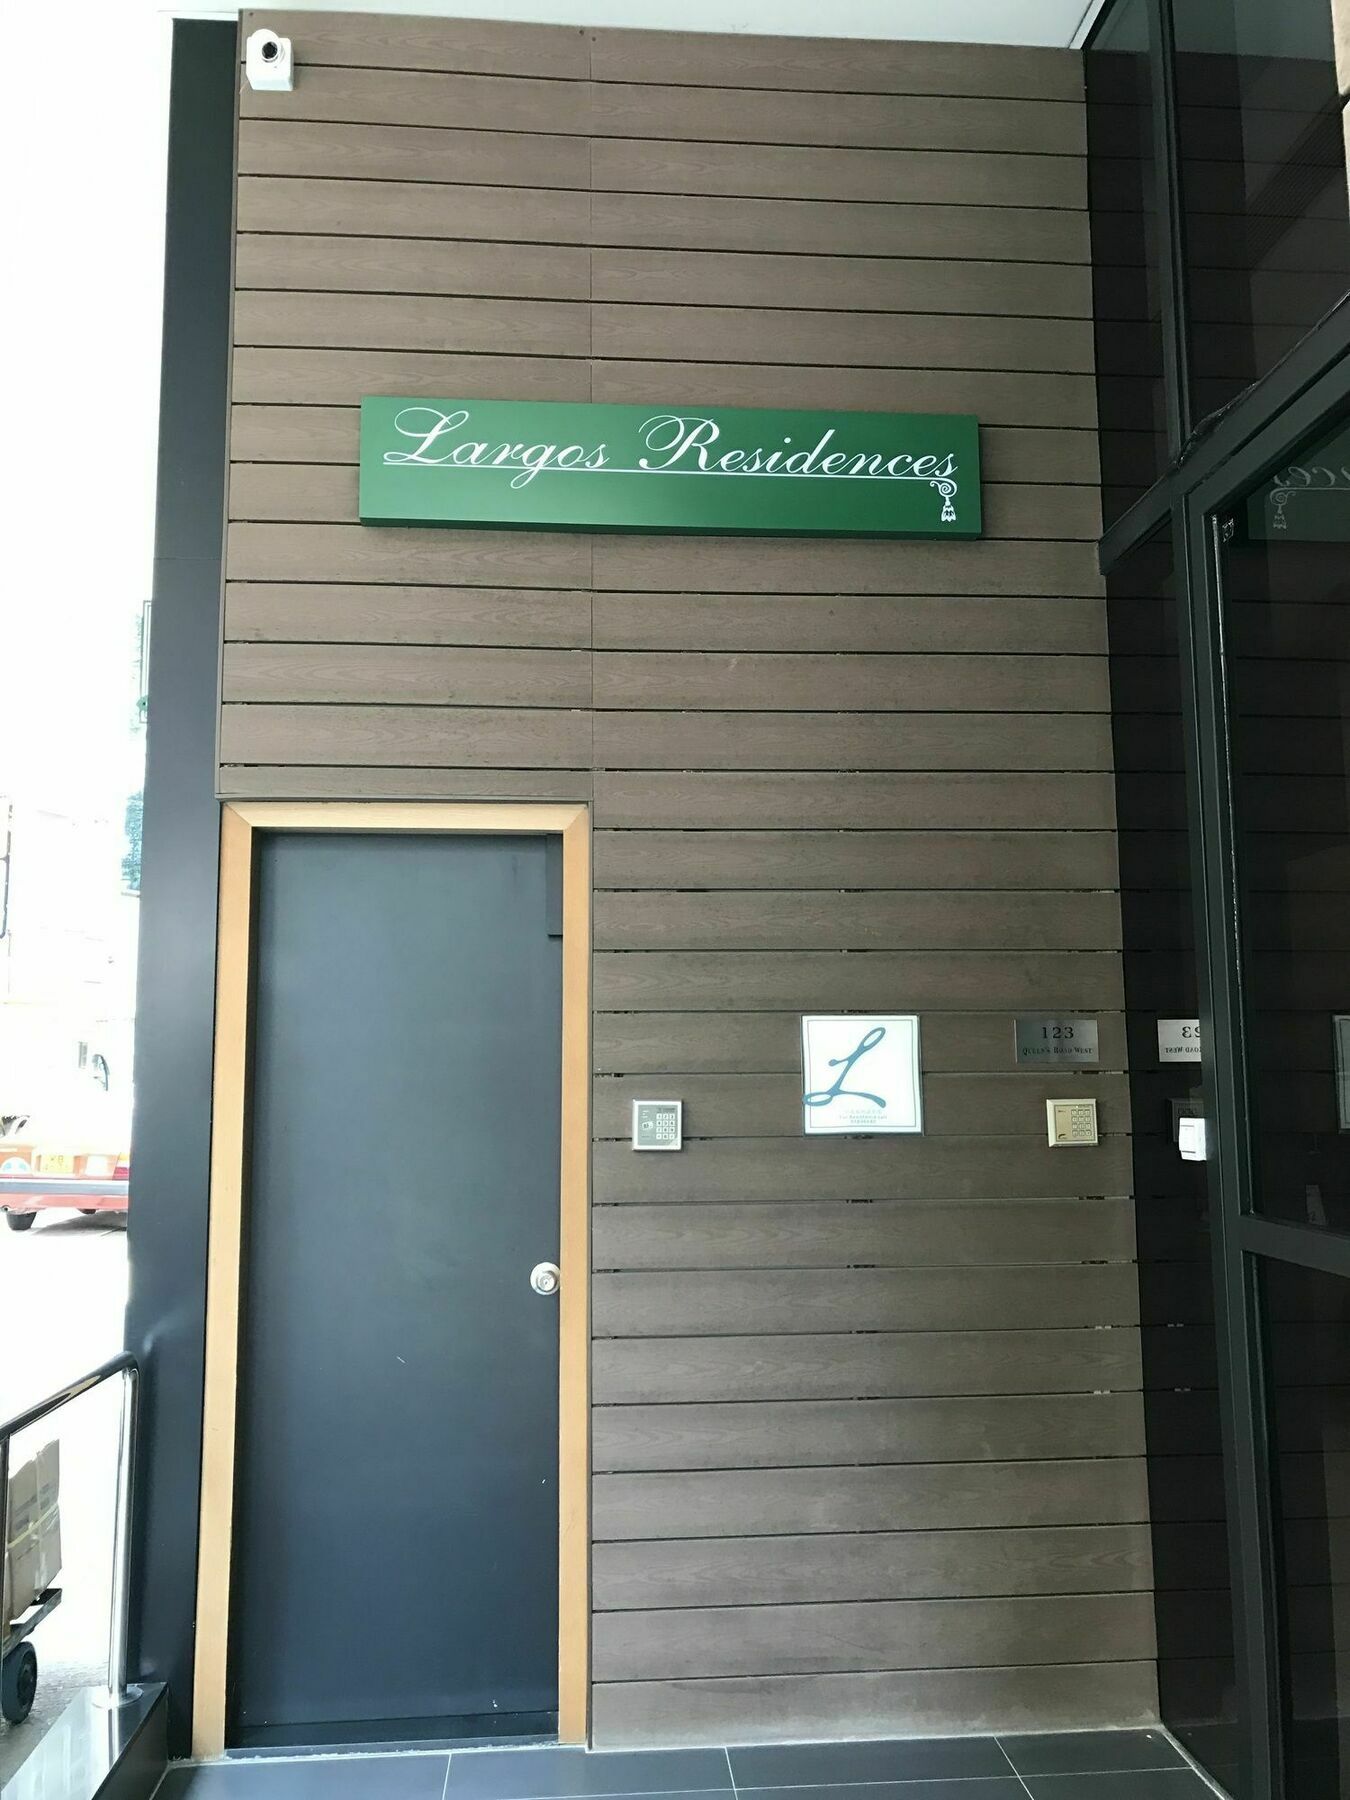 Largos Residences
123
QUEEN'S ROAD WEST
L